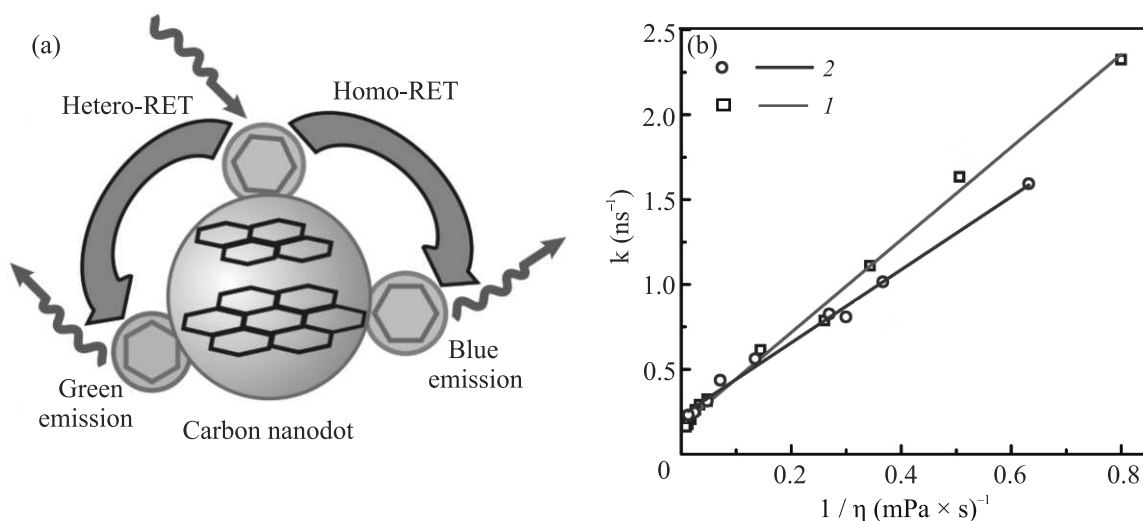 (a)
Hetero-RET
Homo-RET
Green
emission
Blue
emission
Carbon nanodot
(b)
2
1
k (ns⁻¹)
2.5
2.0
1.5
1.0
0.5
0
0.2
0.4
0.6
0.8
1 / η (mPa × s)⁻¹